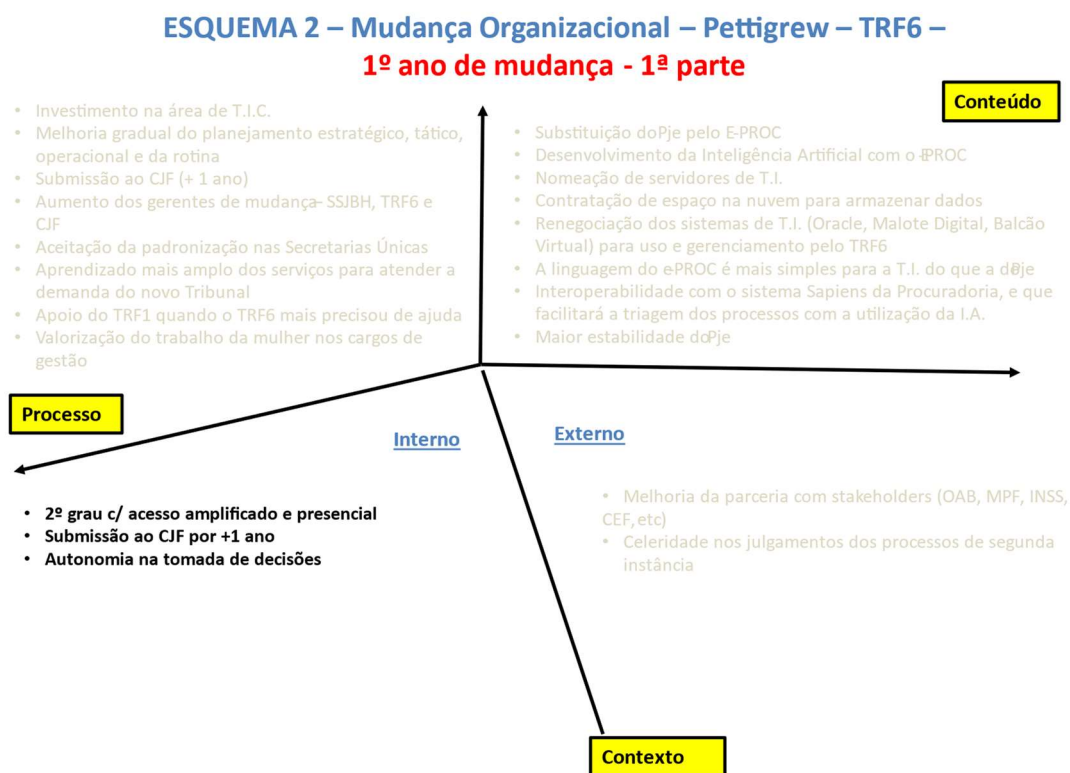 ESQUEMA 2 – Mudança Organizacional – Pettigrew – TRF6 –
1º ano de mudança - 1ª parte
Conteúdo
• Investimento na área de T.I.C.
• Melhoria gradual do planejamento estratégico, tático,
operacional e da rotina
• Submissão ao CJF (+ 1 ano)
• Aumento dos gerentes de mudança– SSJBH, TRF6 e
CJF
• Aceitação da padronização nas Secretarias Únicas
• Aprendizado mais amplo dos serviços para atender a
demanda do novo Tribunal
• Apoio do TRF1 quando o TRF6 mais precisou de ajuda
• Valorização do trabalho da mulher nos cargos de
gestão
• Substituição do Pje pelo E-PROC
• Desenvolvimento da Inteligência Artificial com o E-PROC
• Nomeação de servidores de T.I.
• Contratação de espaço na nuvem para armazenar dados
• Renegociação dos sistemas de T.I. (Oracle, Malote Digital, Balcão
Virtual) para uso e gerenciamento pelo TRF6
• A linguagem do e-PROC é mais simples para a T.I. do que a do Pje
• Interoperabilidade com o sistema Sapiens da Procuradoria, e que
facilitará a triagem dos processos com a utilização da I.A.
• Maior estabilidade do Pje
Processo
Interno
Externo
• 2º grau c/ acesso amplificado e presencial
• Submissão ao CJF por +1 ano
• Autonomia na tomada de decisões
• Melhoria da parceria com stakeholders (OAB, MPF, INSS,
CEF, etc)
• Celeridade nos julgamentos dos processos de segunda
instância
Contexto